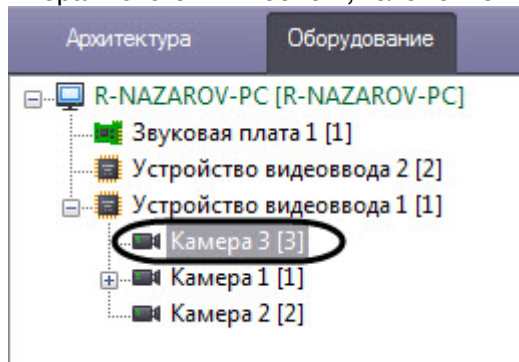 Архитектура Оборудование
R-NAZAROV-PC [R-NAZAROV-PC]
Звуковая плата 1 [1]
Устройство видеоввода 2 [2]
Устройство видеоввода 1 [1]
Камера 3 [3]
Камера 1 [1]
Камера 2 [2]